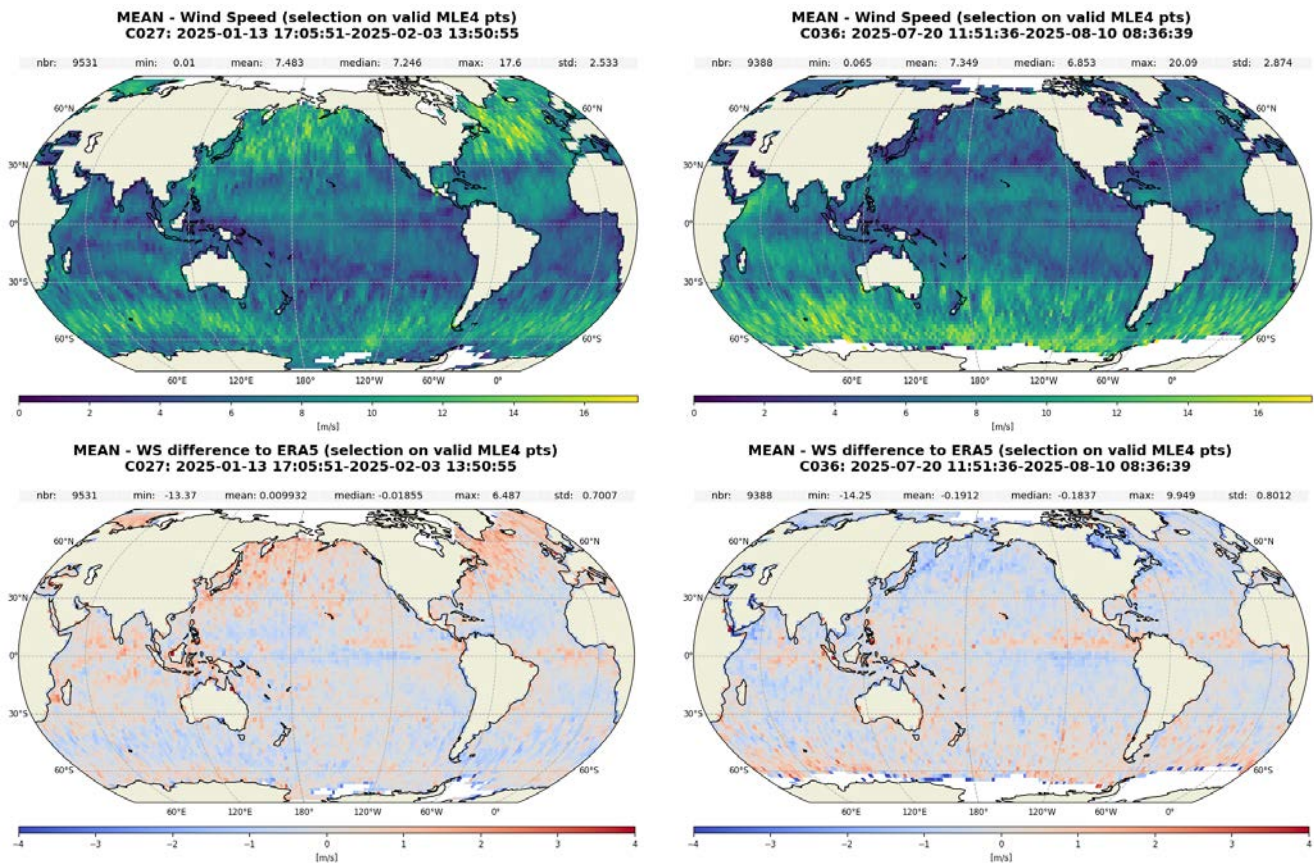 MEAN - Wind Speed (selection on valid MLE4 pts)
C027: 2025-01-13 17:05:51-2025-02-03 13:50:55
nbr: 9531 min: 0.01 mean: 7.483 median: 7.246 max: 17.6 std: 2.533
60°N 60°N
30°N 30°N
0° 0°
30°S 30°S
60°S 60°S
60°E 120°E 180° 120°W 60°W 0°
0 2 4 6 8 10 12 14 16
[m/s]
MEAN - Wind Speed (selection on valid MLE4 pts)
C036: 2025-07-20 11:51:36-2025-08-10 08:36:39
nbr: 9388 min: 0.065 mean: 7.349 median: 6.853 max: 20.09 std: 2.874
60°N 60°N
30°N 30°N
0° 0°
30°S 30°S
60°S 60°S
60°E 120°E 180° 120°W 60°W 0°
0 2 4 6 8 10 12 14 16
[m/s]
MEAN - WS difference to ERA5 (selection on valid MLE4 pts)
C027: 2025-01-13 17:05:51-2025-02-03 13:50:55
nbr: 9531 min: -13.37 mean: 0.009932 median: -0.01855 max: 6.487 std: 0.7007
60°N 60°N
30°N 30°N
0° 0°
30°S 30°S
60°S 60°S
60°E 120°E 180° 120°W 60°W 0°
−4 −3 −2 −1 0 1 2 3 4
[m/s]
MEAN - WS difference to ERA5 (selection on valid MLE4 pts)
C036: 2025-07-20 11:51:36-2025-08-10 08:36:39
nbr: 9388 min: -14.25 mean: -0.1912 median: -0.1837 max: 9.949 std: 0.8012
60°N 60°N
30°N 30°N
0° 0°
30°S 30°S
60°S 60°S
60°E 120°E 180° 120°W 60°W 0°
−4 −3 −2 −1 0 1 2 3 4
[m/s]